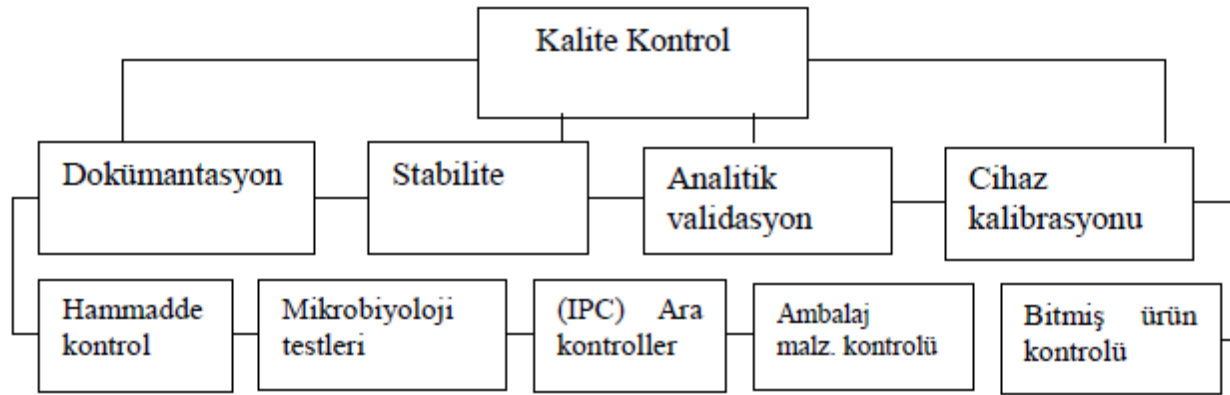 Kalite Kontrol
Dokümantasyon
Stabilite
Analitik
validasyon
Cihaz
kalibrasyonu
Hammadde
kontrol
Mikrobiyoloji
testleri
(IPC) Ara
kontroller
Ambalaj
malz. kontrolü
Bitmiş ürün
kontrolü